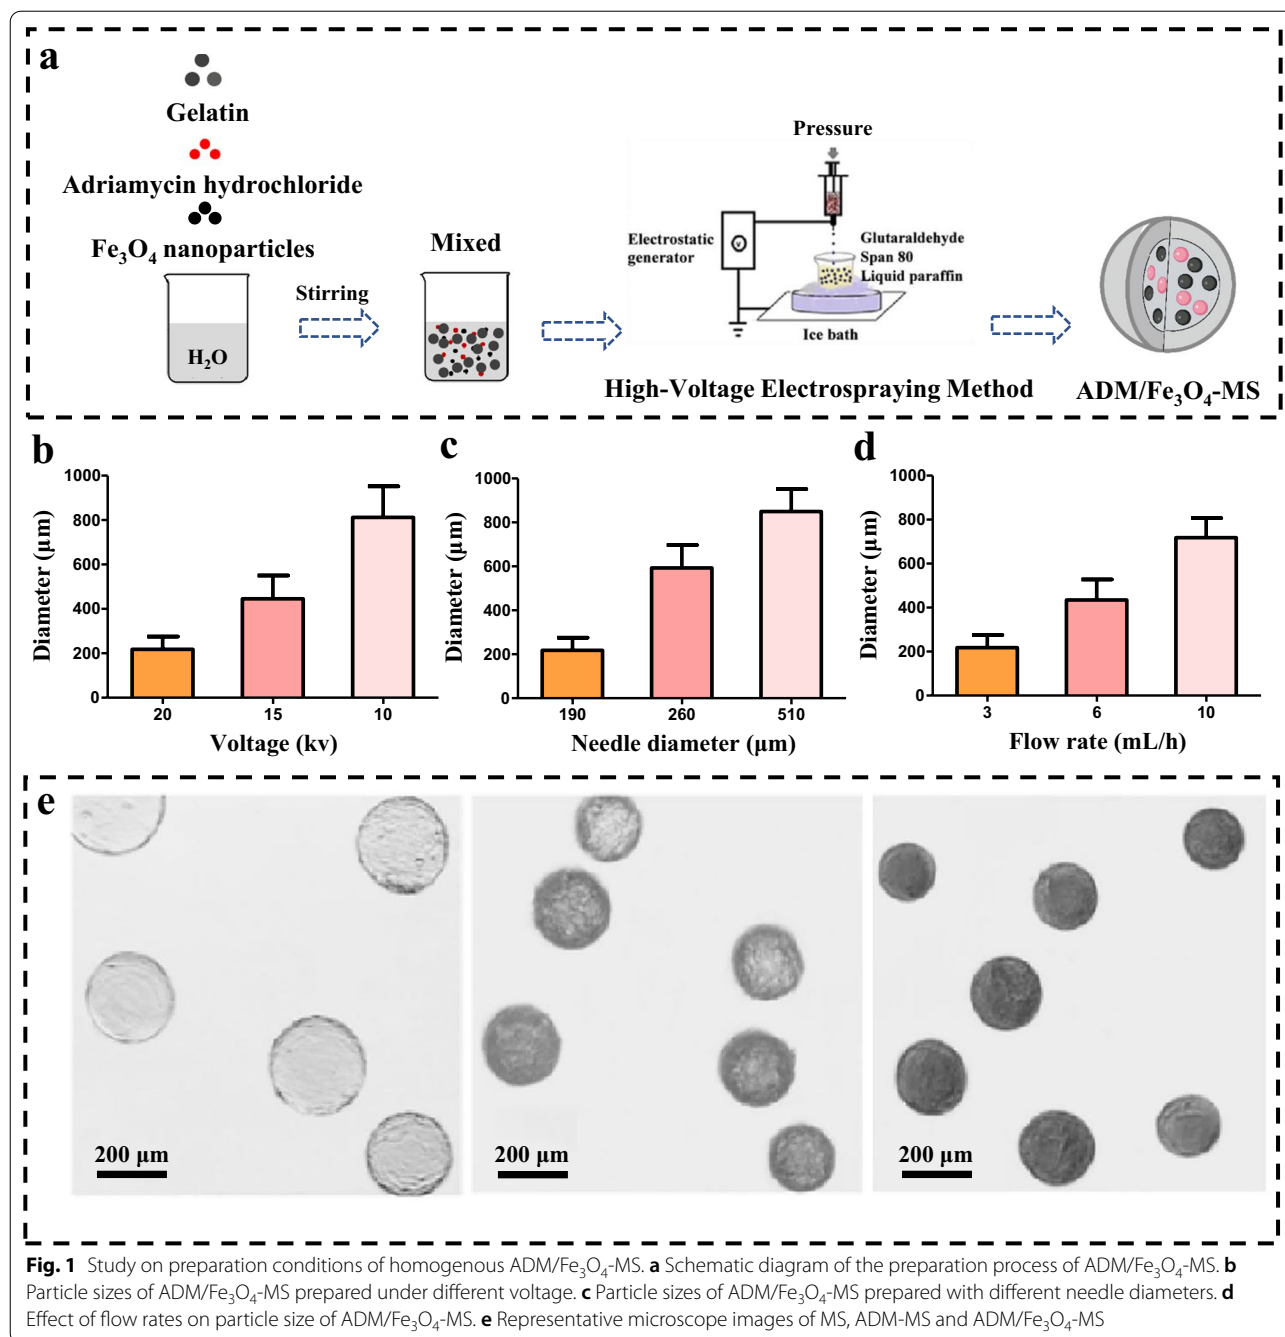 a
Gelatin
Adriamycin hydrochloride
Fe₃O₄ nanoparticles
H₂O
Stirring
Mixed
Pressure
Electrostatic
generator
V
Glutaraldehyde
Span 80
Liquid paraffin
Ice bath
High-Voltage Electrospraying Method
ADM/Fe₃O₄-MS
b
Diameter (μm)
1000
800
600
400
200
0
20 15 10
Voltage (kv)
c
Diameter (μm)
1000
800
600
400
200
0
190 260 510
Needle diameter (μm)
d
Diameter (μm)
1000
800
600
400
200
0
3 6 10
Flow rate (mL/h)
e
200 μm
200 μm
200 μm
Fig. 1 Study on preparation conditions of homogenous ADM/Fe₃O₄-MS. a Schematic diagram of the preparation process of ADM/Fe₃O₄-MS. b
Particle sizes of ADM/Fe₃O₄-MS prepared under different voltage. c Particle sizes of ADM/Fe₃O₄-MS prepared with different needle diameters. d
Effect of flow rates on particle size of ADM/Fe₃O₄-MS. e Representative microscope images of MS, ADM-MS and ADM/Fe₃O₄-MS